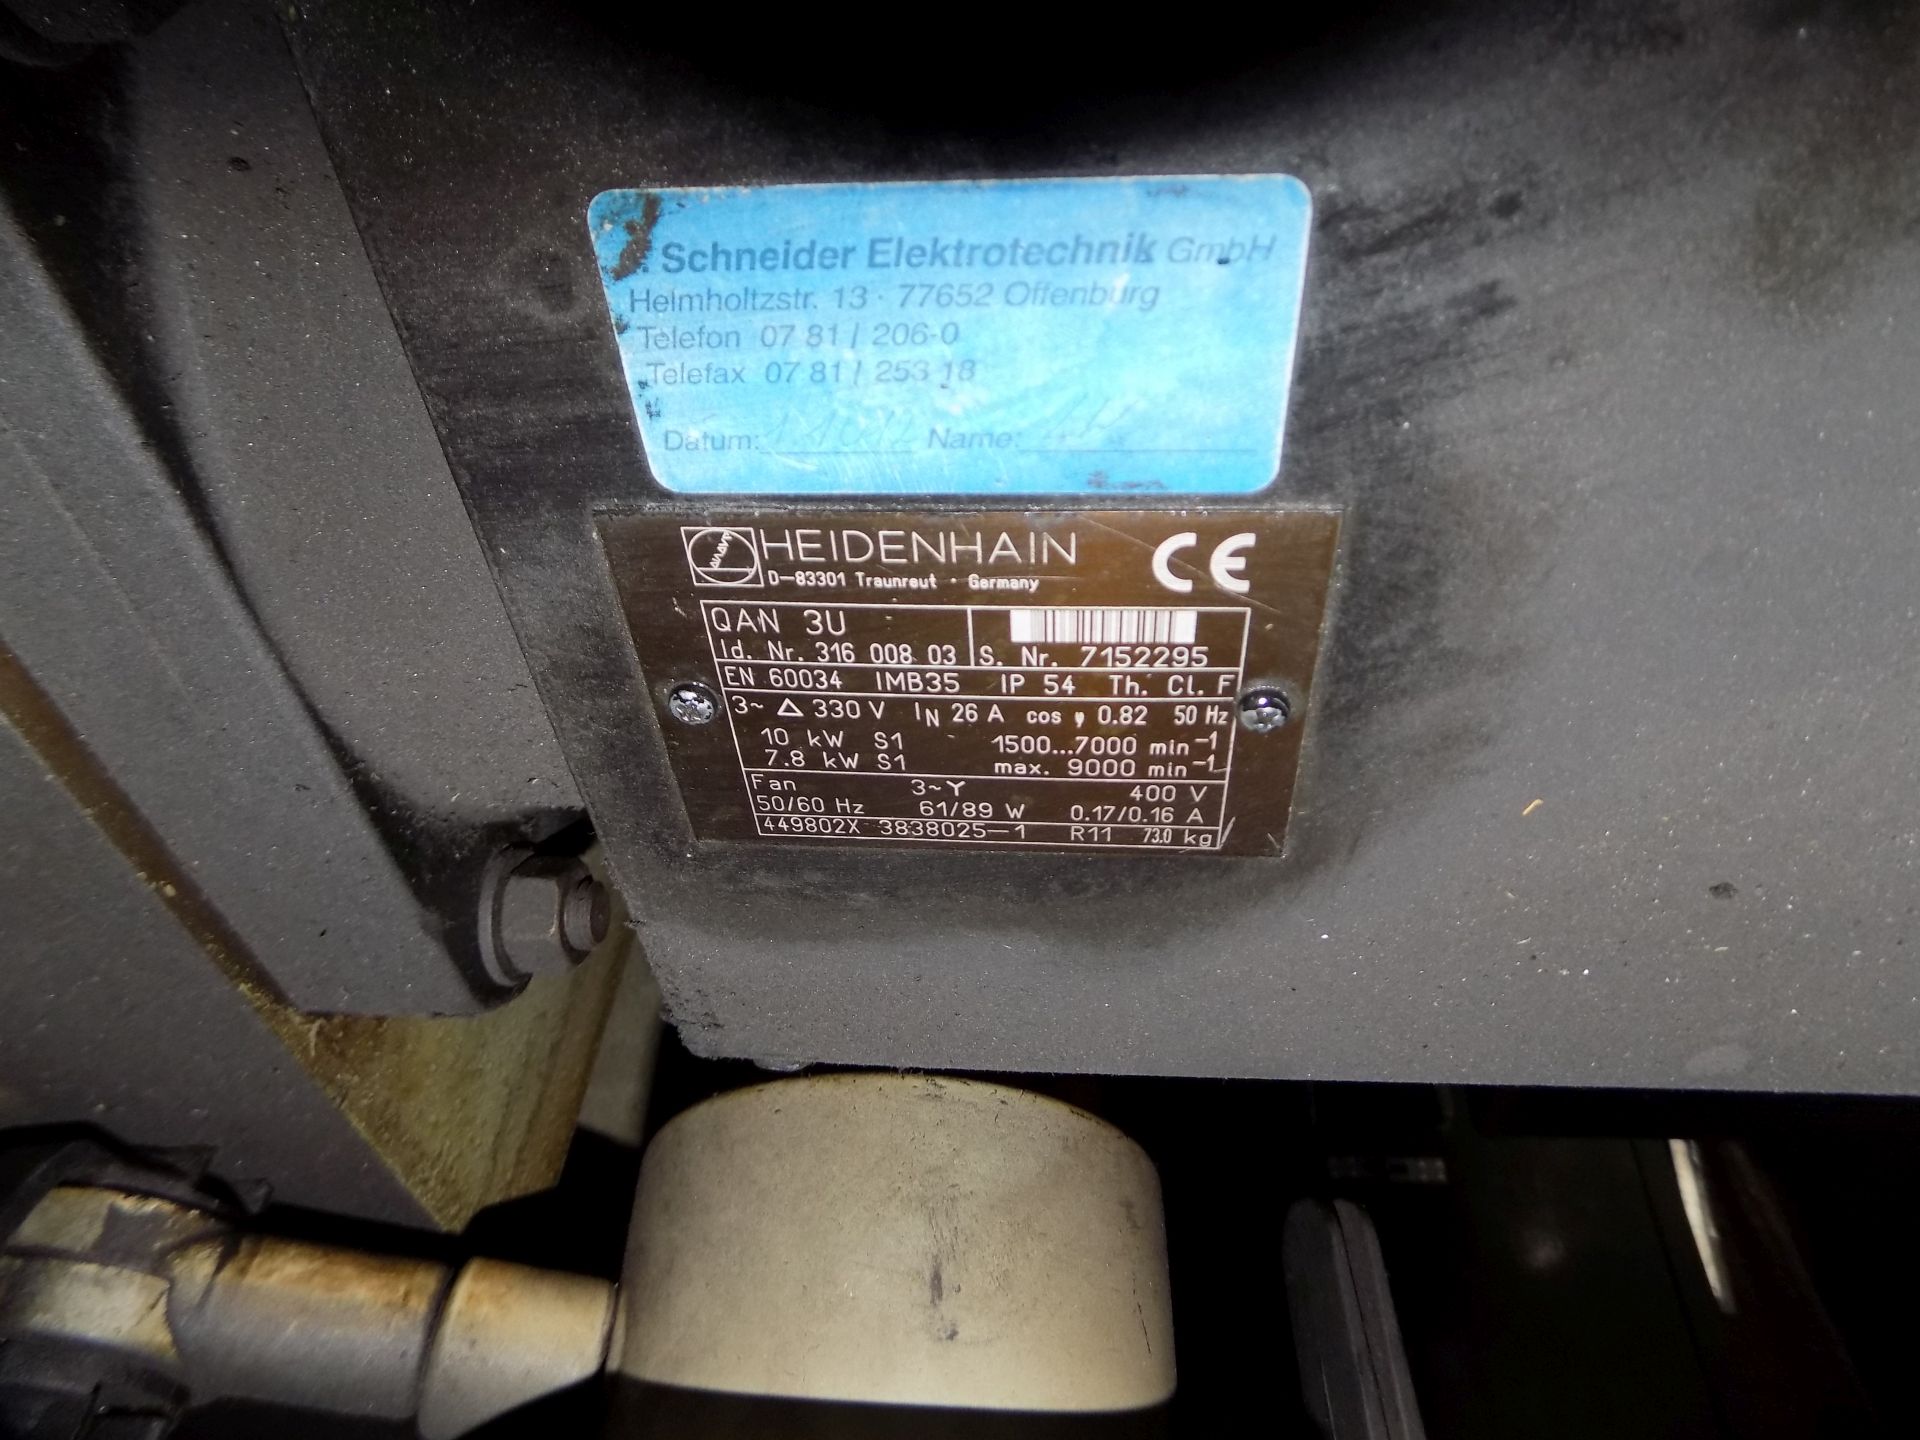 Schneider Elektrotechnik GmbH
Helmholtzstr. 13 · 77652 Offenburg
Telefon 07 81 / 206-0
Telefax 07 81 / 253 18
Datum: Name:
HEIDENHAIN CE
D-83301 Traunreut · Germany
QAN 3U
Id. Nr. 316 008 03 S. Nr. 7152295
EN 60034 IMB35 IP 54 Th. Cl. F
3~ Δ 330 V IN 26 A cos φ 0.82 50 Hz
10 kW S1 1500...7000 min⁻¹
7.8 kW S1 max. 9000 min⁻¹
Fan 3~Y 400 V
50/60 Hz 61/89 W 0.17/0.16 A
449802X 3838025-1 R11 73.0 kg